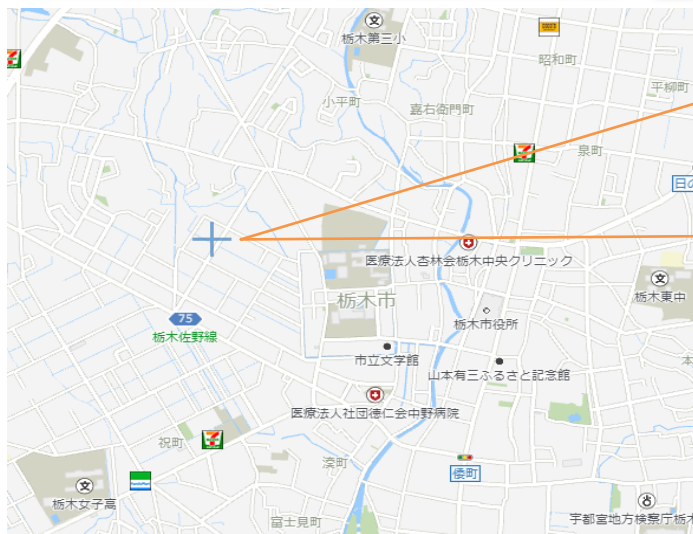 栃木第三小
昭和町
平柳町
小平町
嘉右衛門町
泉町
日の
医療法人杏林会栃木中央クリニック
栃木市
栃木東中
75
栃木市役所
栃木佐野線
市立文学館
本
山本有三ふるさと記念館
医療法人社団徳仁会中野病院
祝町
湊町
倭町
栃木女子高
富士見町
宇都宮地方検察庁栃木